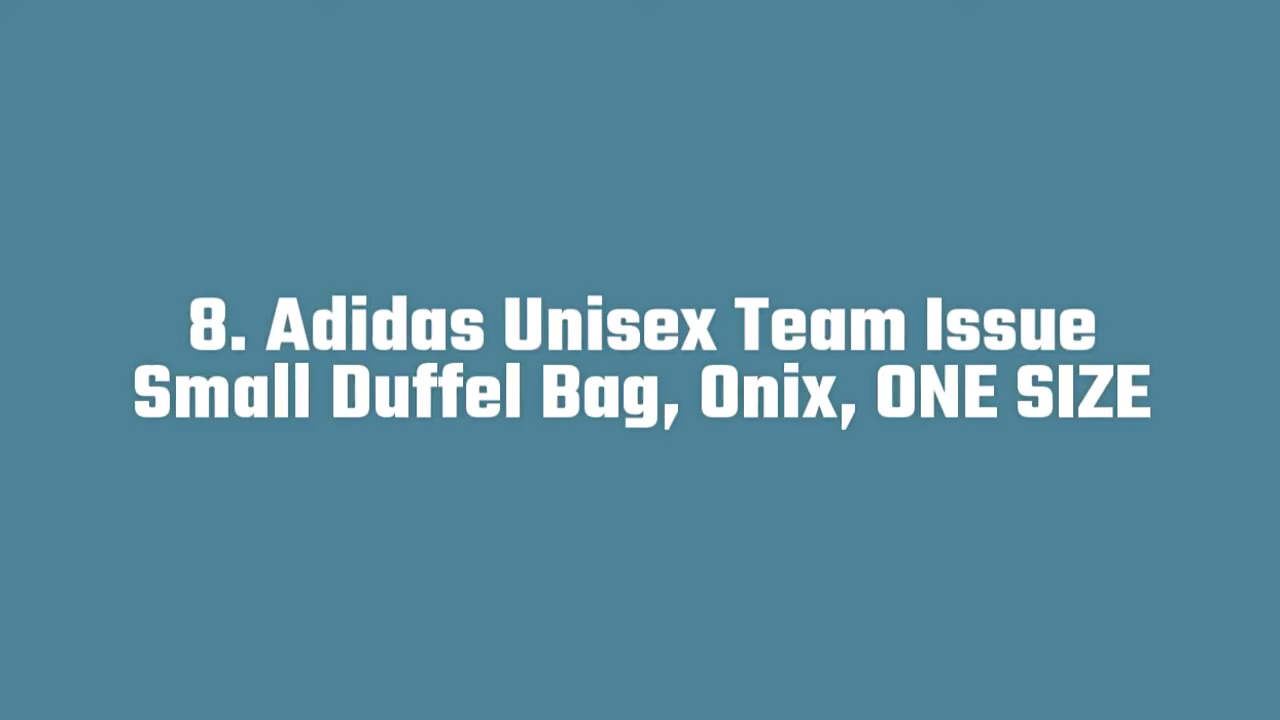 8. Adidas Unisex Team Issue
Small Duffel Bag, Onix, ONE SIZE